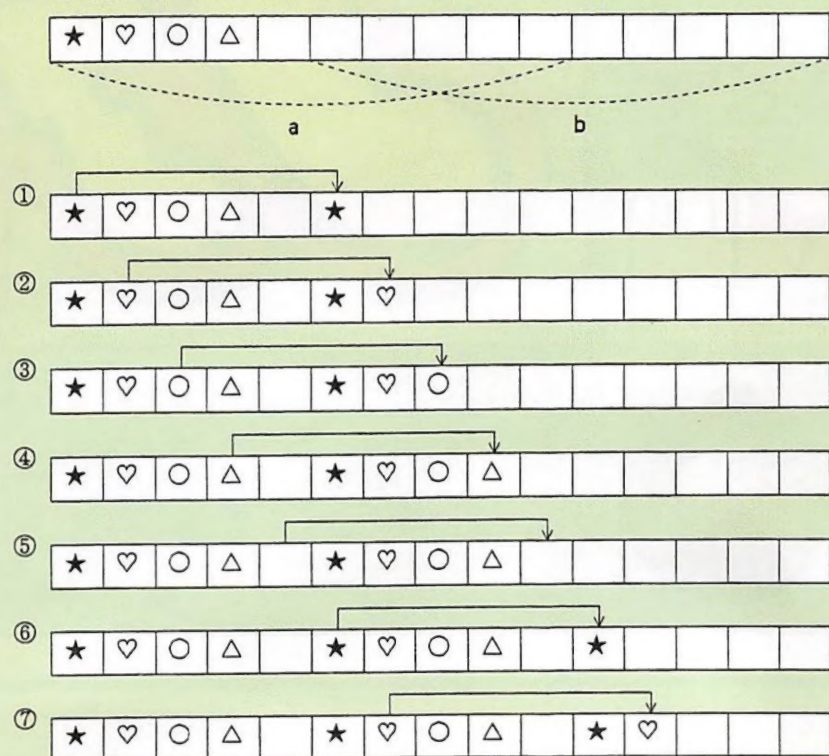 ★ ♡ ○ △
a b
① ★ ♡ ○ △ ★
② ★ ♡ ○ △ ★ ♡
③ ★ ♡ ○ △ ★ ♡ ○
④ ★ ♡ ○ △ ★ ♡ ○ △
⑤ ★ ♡ ○ △ ★ ♡ ○ △
⑥ ★ ♡ ○ △ ★ ♡ ○ △ ★
⑦ ★ ♡ ○ △ ★ ♡ ○ △ ★ ♡